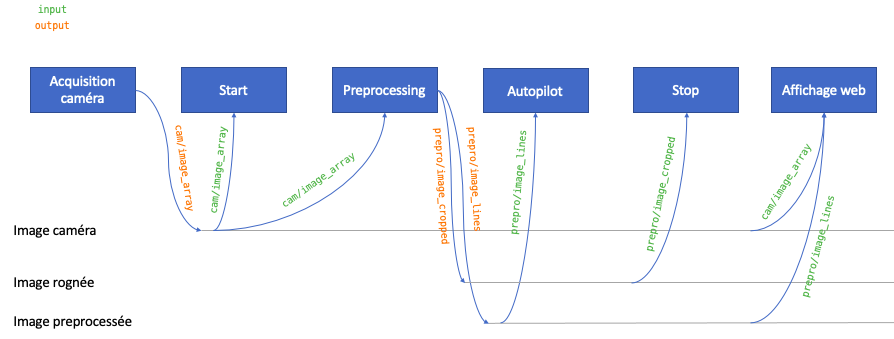 input
output
Acquisition
caméra
Start
Preprocessing
Autopilot
Stop
Affichage web
cam/image_array
cam/image_array
cam/image_array
prepro/image_cropped
prepro/image_lines
prepro/image_lines
prepro/image_cropped
cam/image_array
prepro/image_lines
Image caméra
Image rognée
Image preprocessée